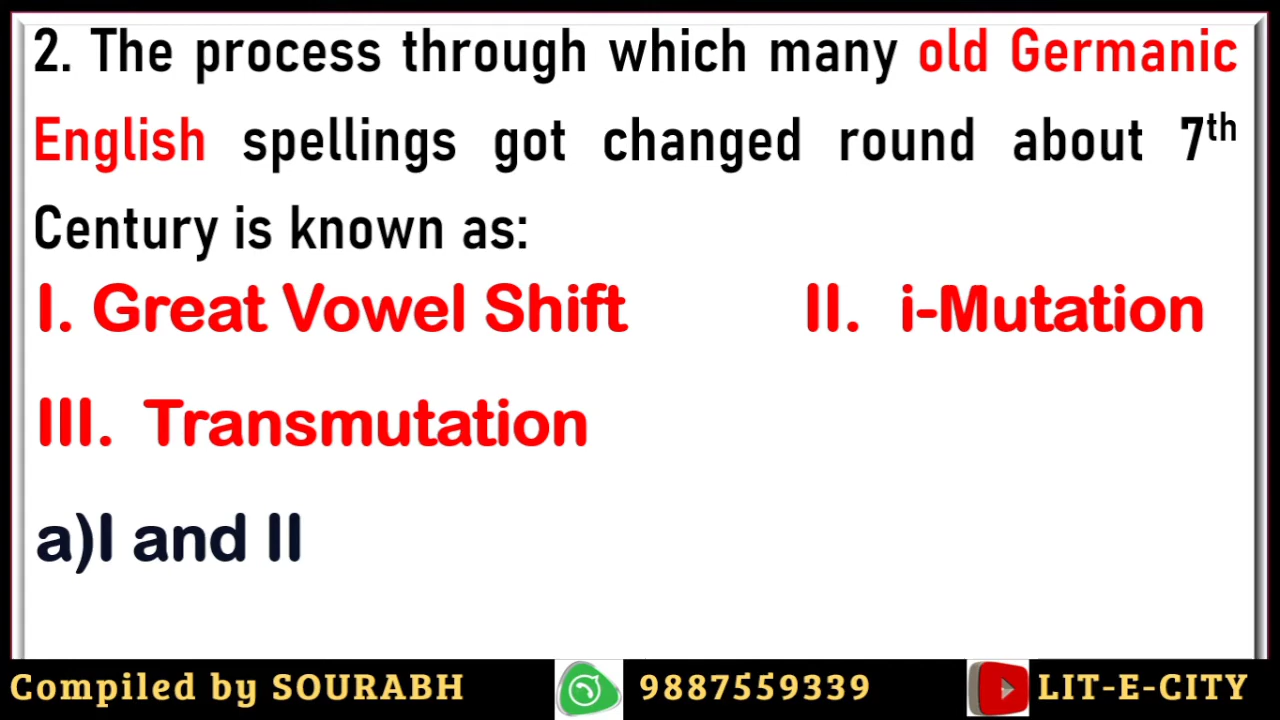 2. The process through which many old Germanic
English spellings got changed round about 7th
Century is known as:
I. Great Vowel Shift II. i-Mutation
III. Transmutation
a)I and II
Compiled by SOURABH 9887559339 LIT-E-CITY